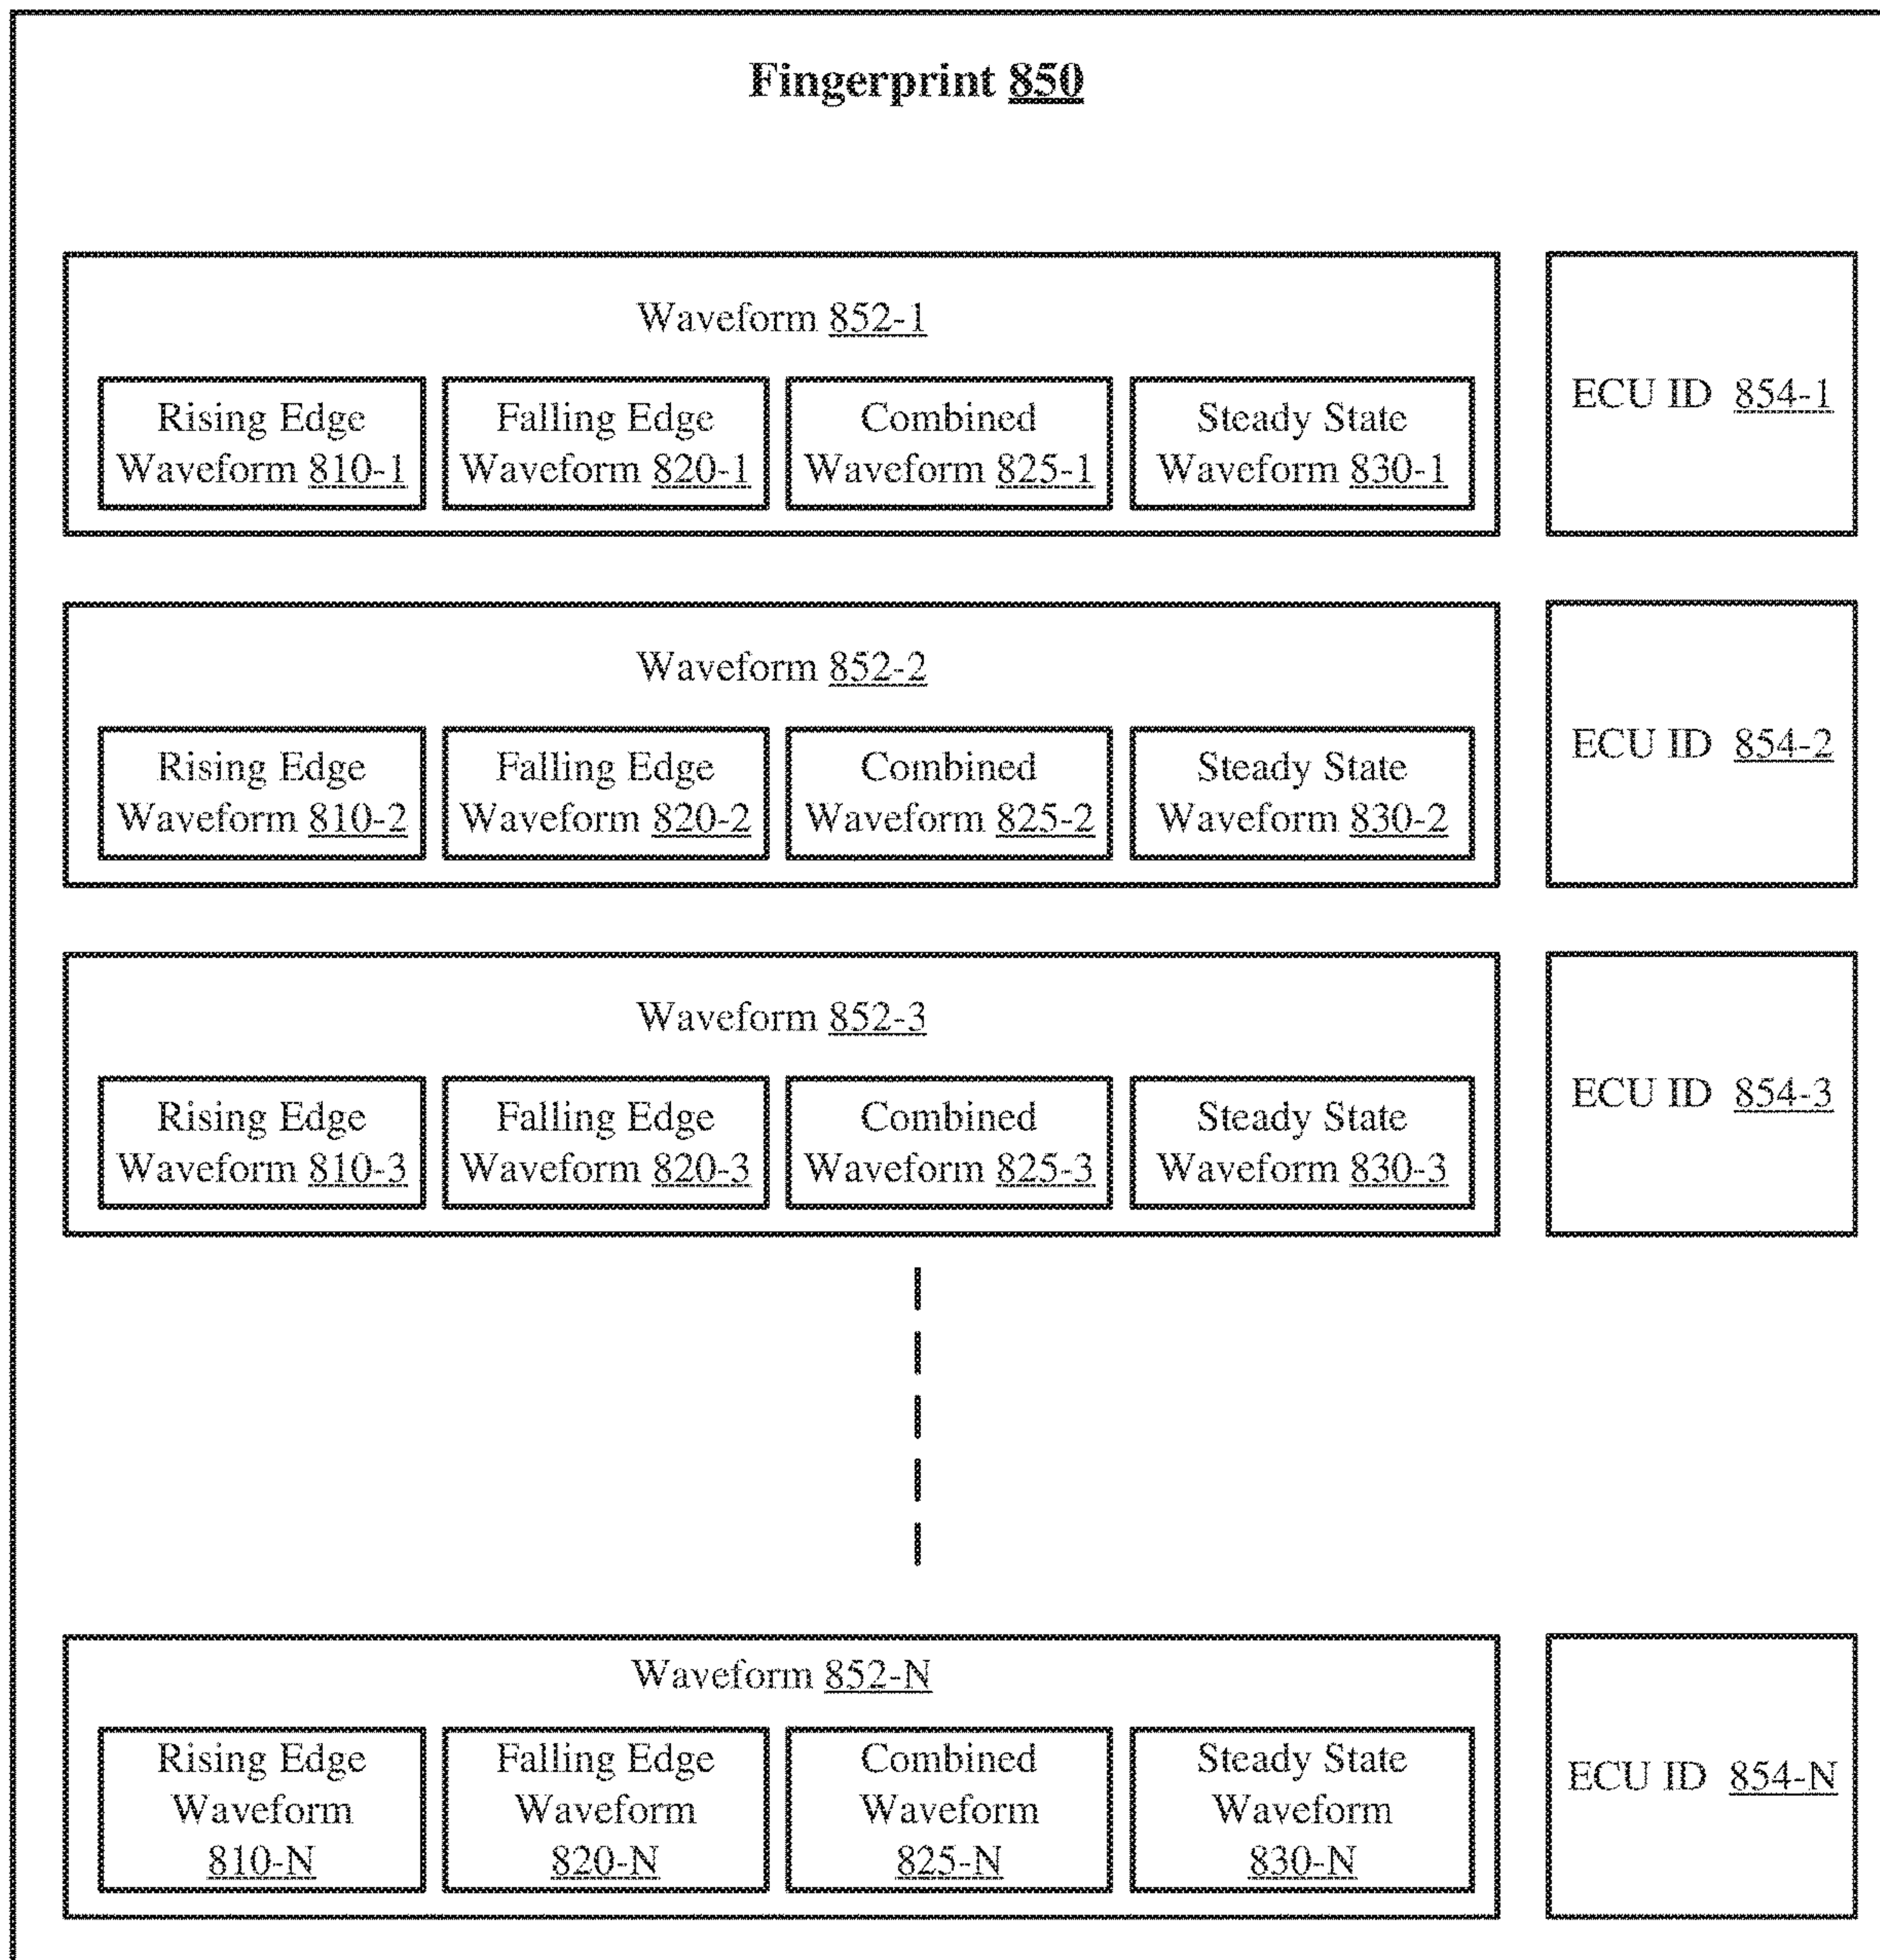 Fingerprint 850
Waveform 852-1
Rising Edge
Waveform 810-1
Falling Edge
Waveform 820-1
Combined
Waveform 825-1
Steady State
Waveform 830-1
ECU ID 854-1
Waveform 852-2
Rising Edge
Waveform 810-2
Falling Edge
Waveform 820-2
Combined
Waveform 825-2
Steady State
Waveform 830-2
ECU ID 854-2
Waveform 852-3
Rising Edge
Waveform 810-3
Falling Edge
Waveform 820-3
Combined
Waveform 825-3
Steady State
Waveform 830-3
ECU ID 854-3
Waveform 852-N
Rising Edge
Waveform
810-N
Falling Edge
Waveform
820-N
Combined
Waveform
825-N
Steady State
Waveform
830-N
ECU ID 854-N